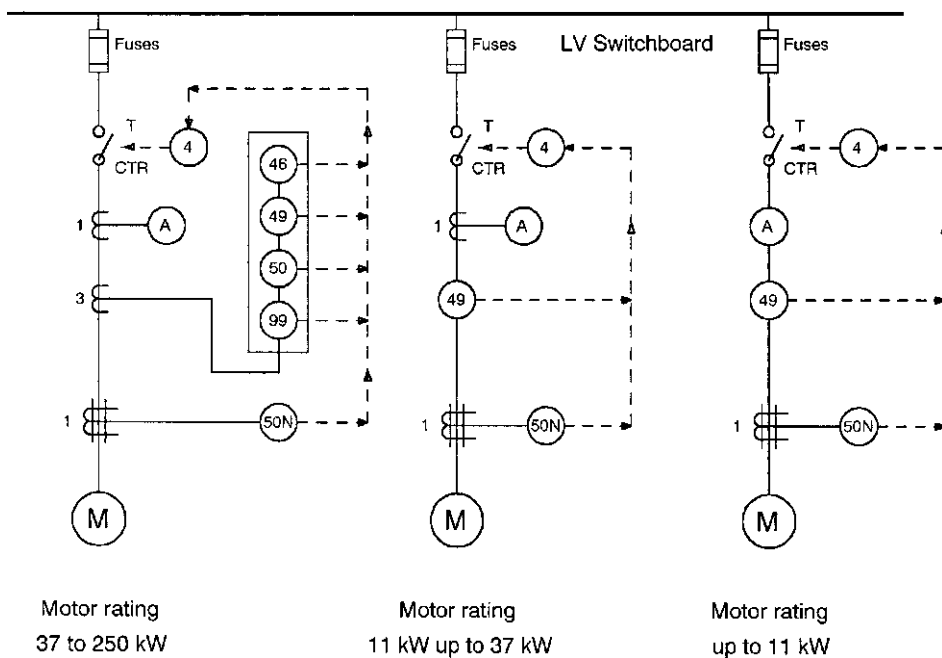 Fuses
Fuses
LV Switchboard
Fuses
T
4
CTR
T
4
CTR
T
4
CTR
46
49
50
99
1
A
1
A
A
3
49
49
1
50N
1
50N
1
50N
M
M
M
Motor rating
37 to 250 kW
Motor rating
11 kW up to 37 kW
Motor rating
up to 11 kW